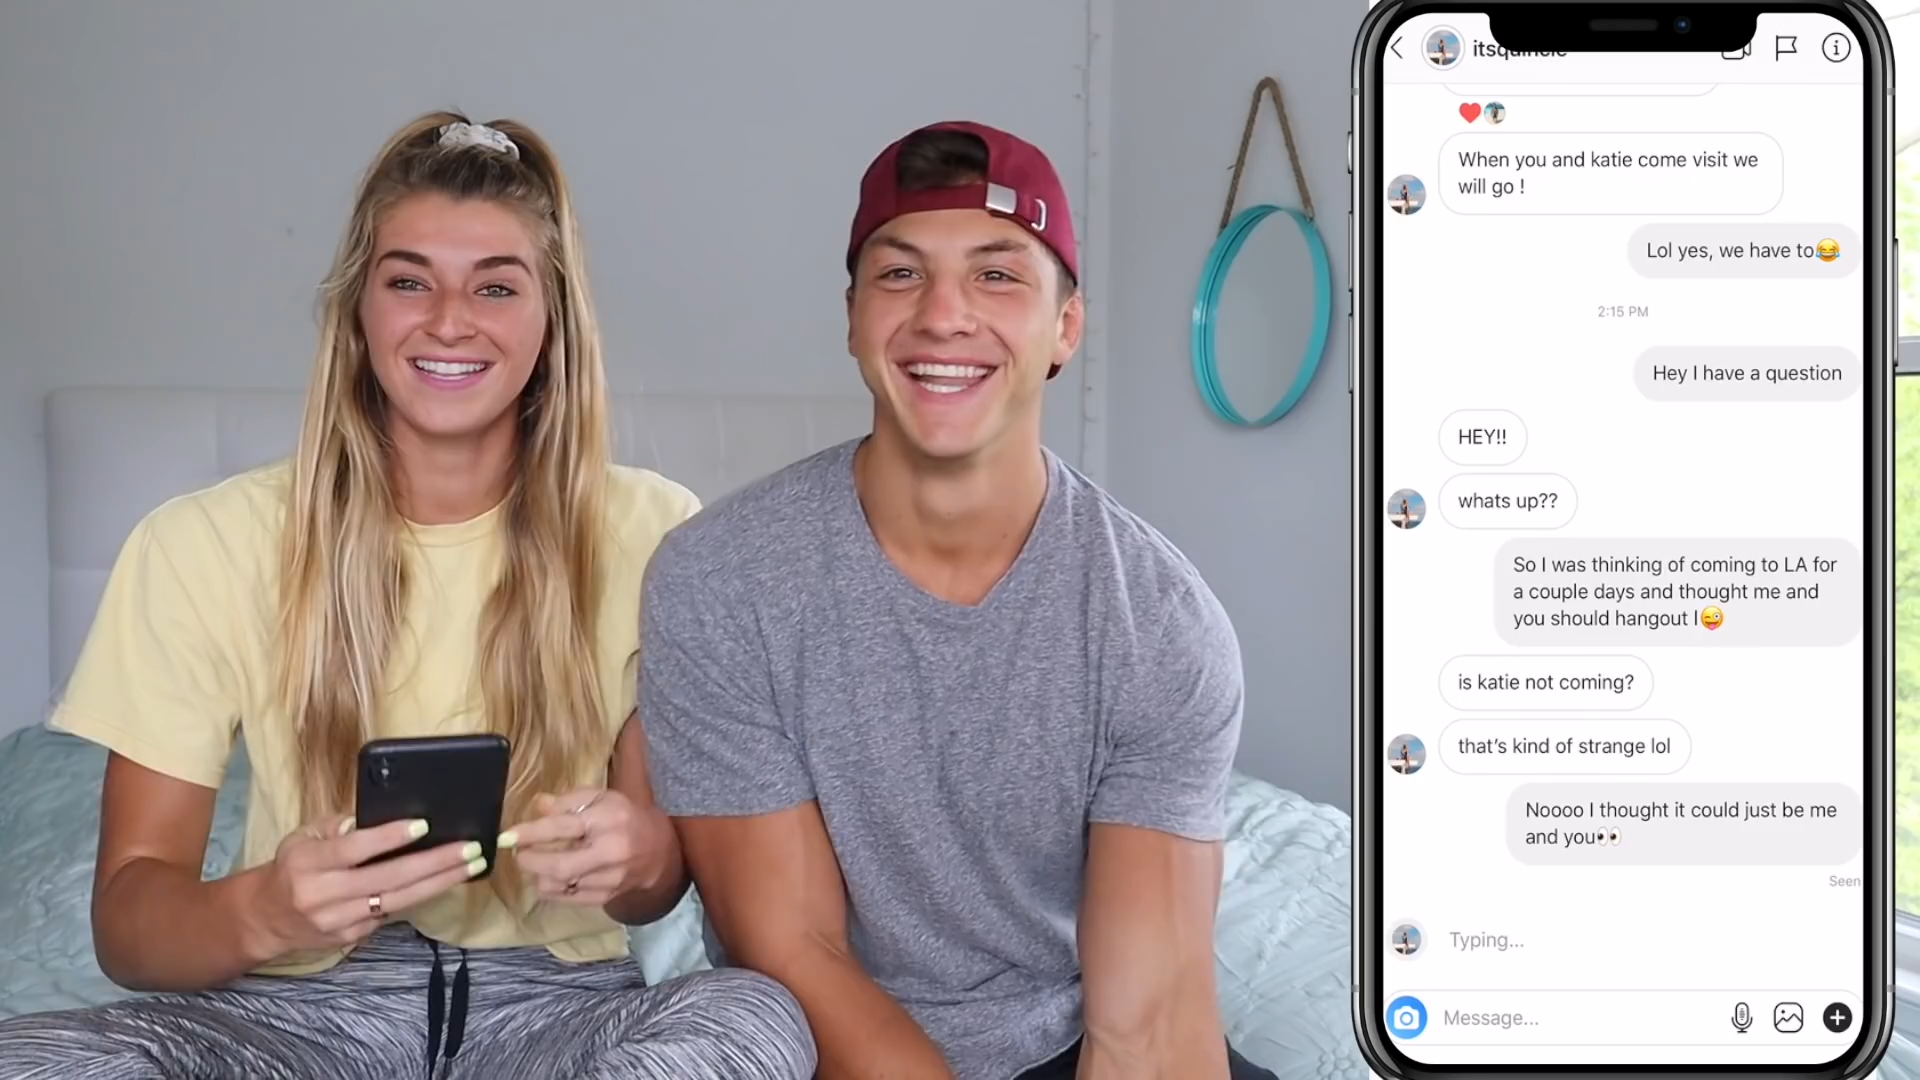 When you and katie come visit we
will go !
Lol yes, we have to😂
2:15 PM
Hey I have a question
HEY!!
whats up??
So I was thinking of coming to LA for
a couple days and thought me and
you should hangout l😜
is katie not coming?
that's kind of strange lol
Noooo I thought it could just be me
and you👀
Seen
Typing...
Message...